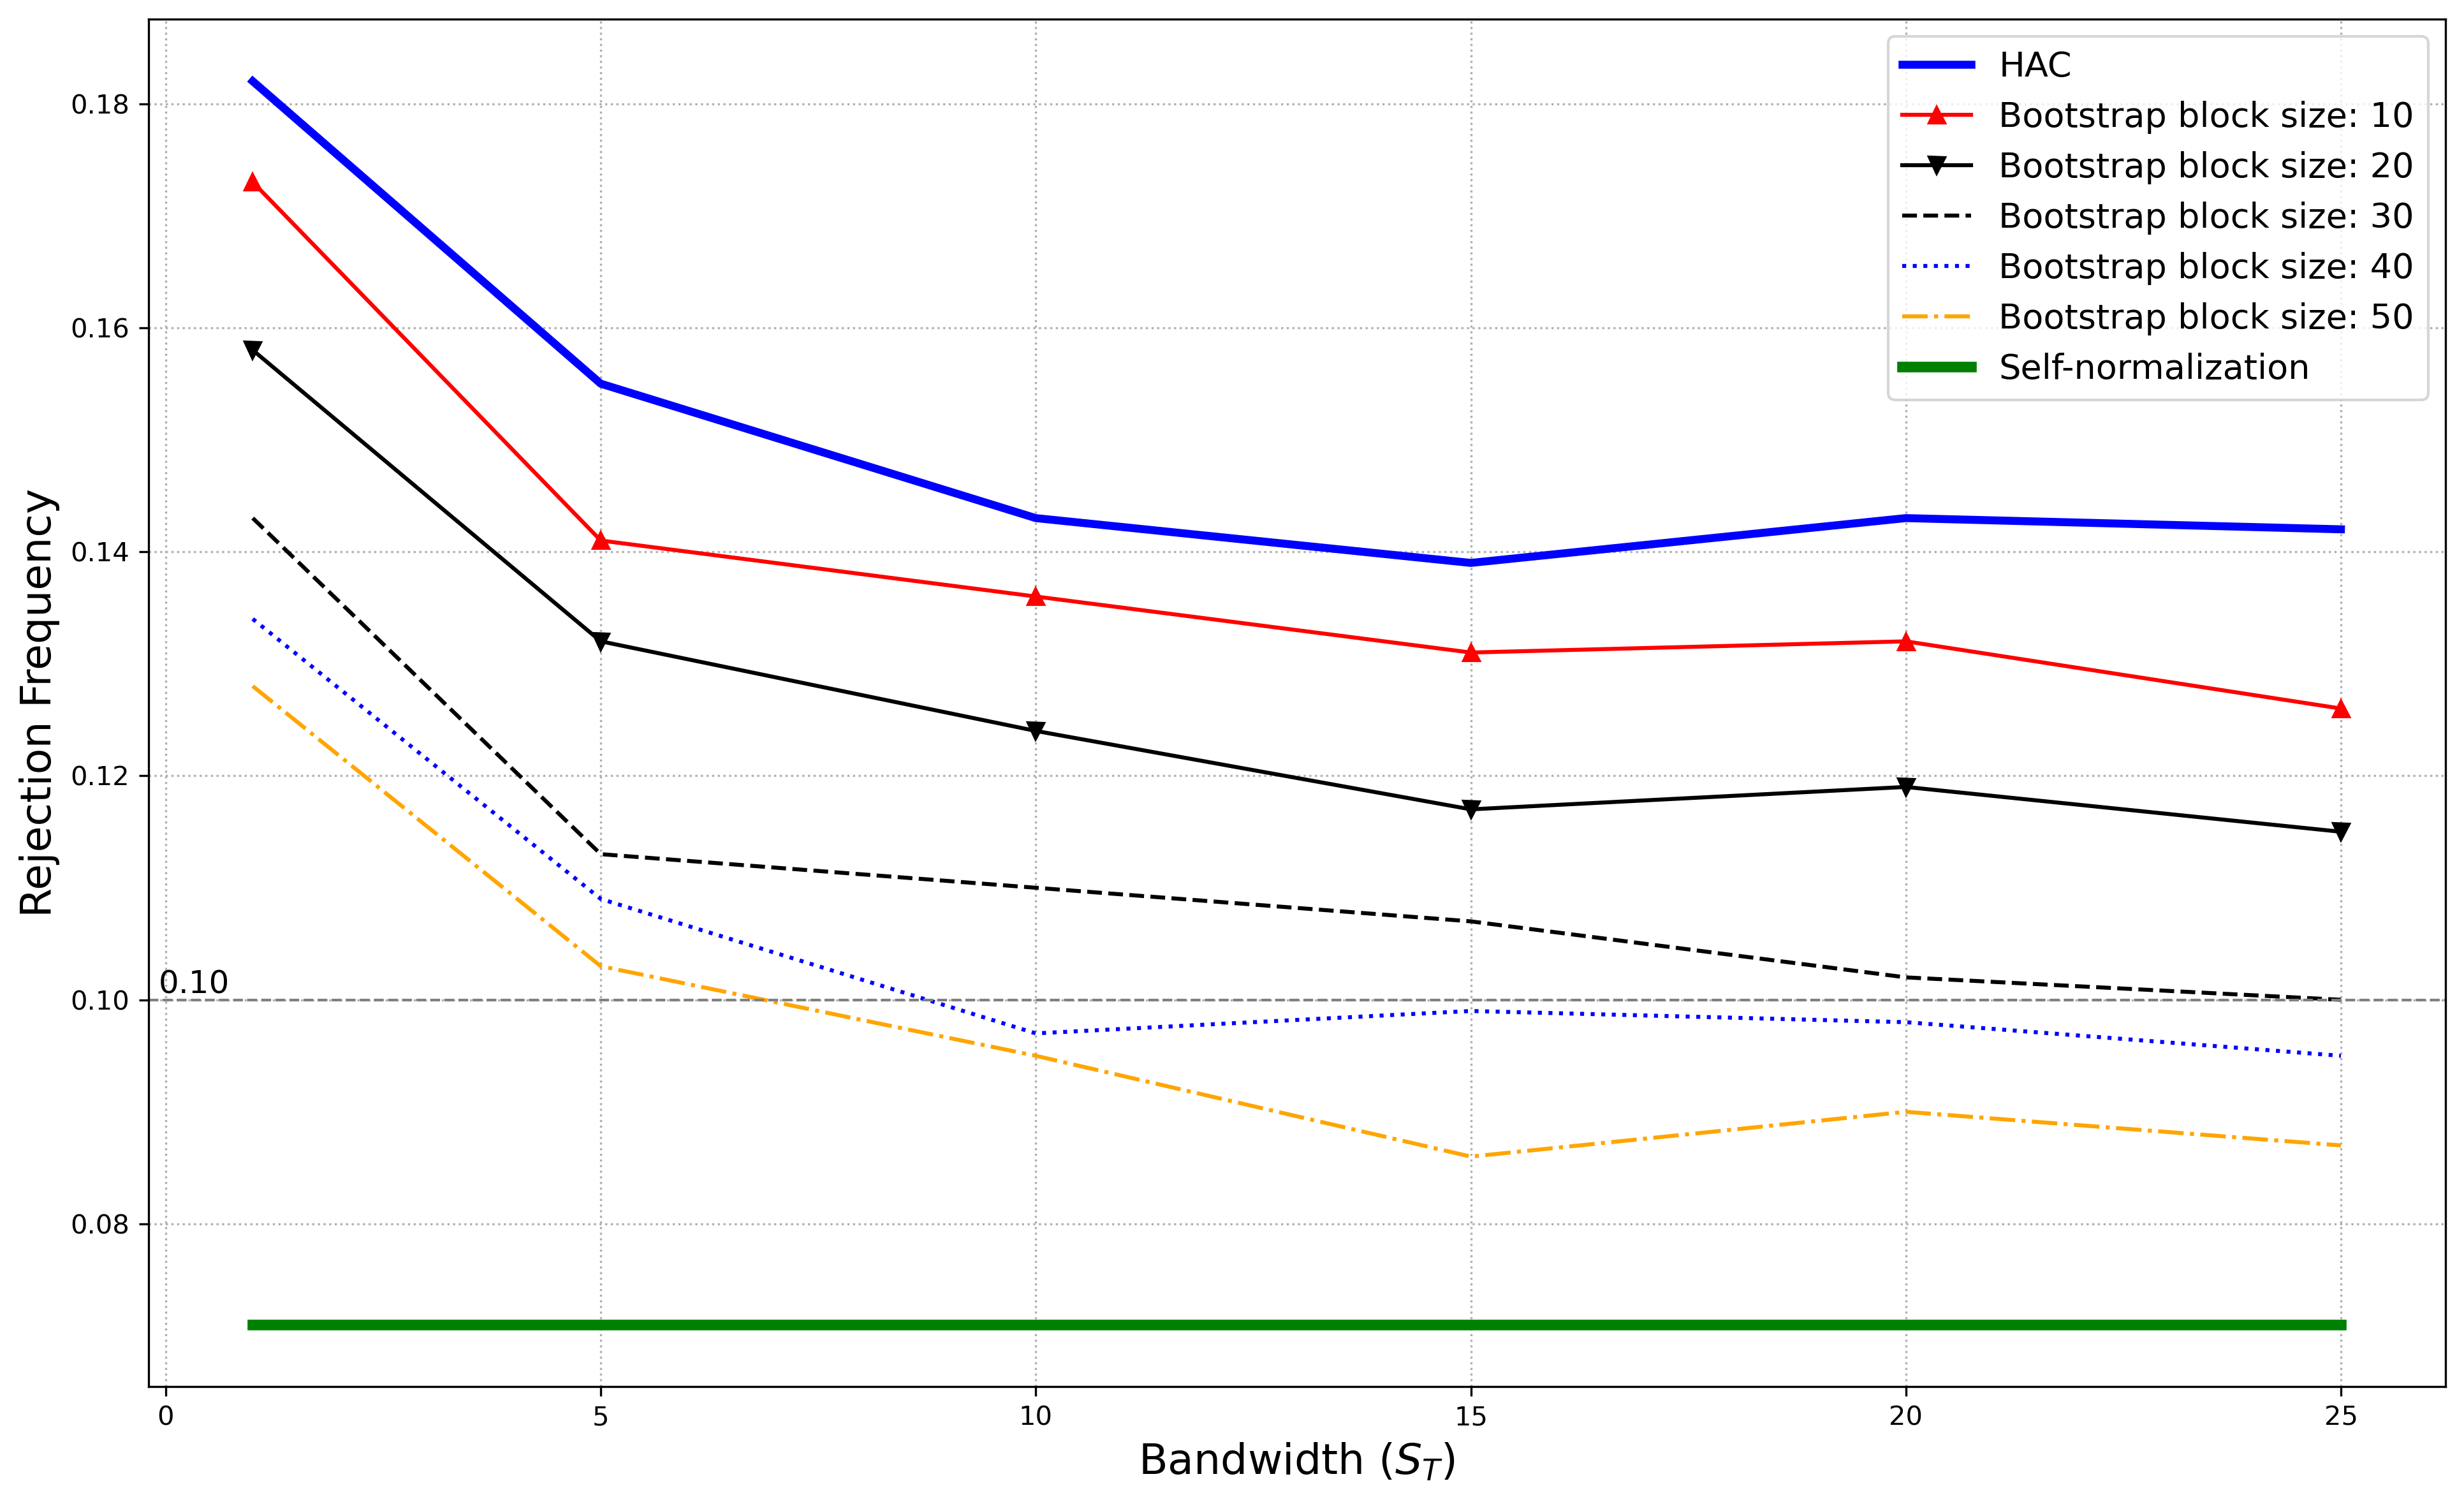 HAC
Bootstrap block size: 10
Bootstrap block size: 20
Bootstrap block size: 30
Bootstrap block size: 40
Bootstrap block size: 50
Self-normalization
Rejection Frequency
0.18
0.16
0.14
0.12
0.10
0.08
0.10
0 5 10 15 20 25
Bandwidth (S_T)